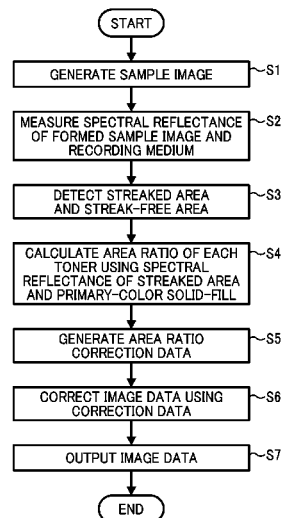 START
GENERATE SAMPLE IMAGE
S1
MEASURE SPECTRAL REFLECTANCE
OF FORMED SAMPLE IMAGE AND
RECORDING MEDIUM
S2
DETECT STREAKED AREA
AND STREAK-FREE AREA
S3
CALCULATE AREA RATIO OF EACH
TONER USING SPECTRAL
REFLECTANCE OF STREAKED AREA
AND PRIMARY-COLOR SOLID-FILL
S4
GENERATE AREA RATIO
CORRECTION DATA
S5
CORRECT IMAGE DATA USING
CORRECTION DATA
S6
OUTPUT IMAGE DATA
S7
END